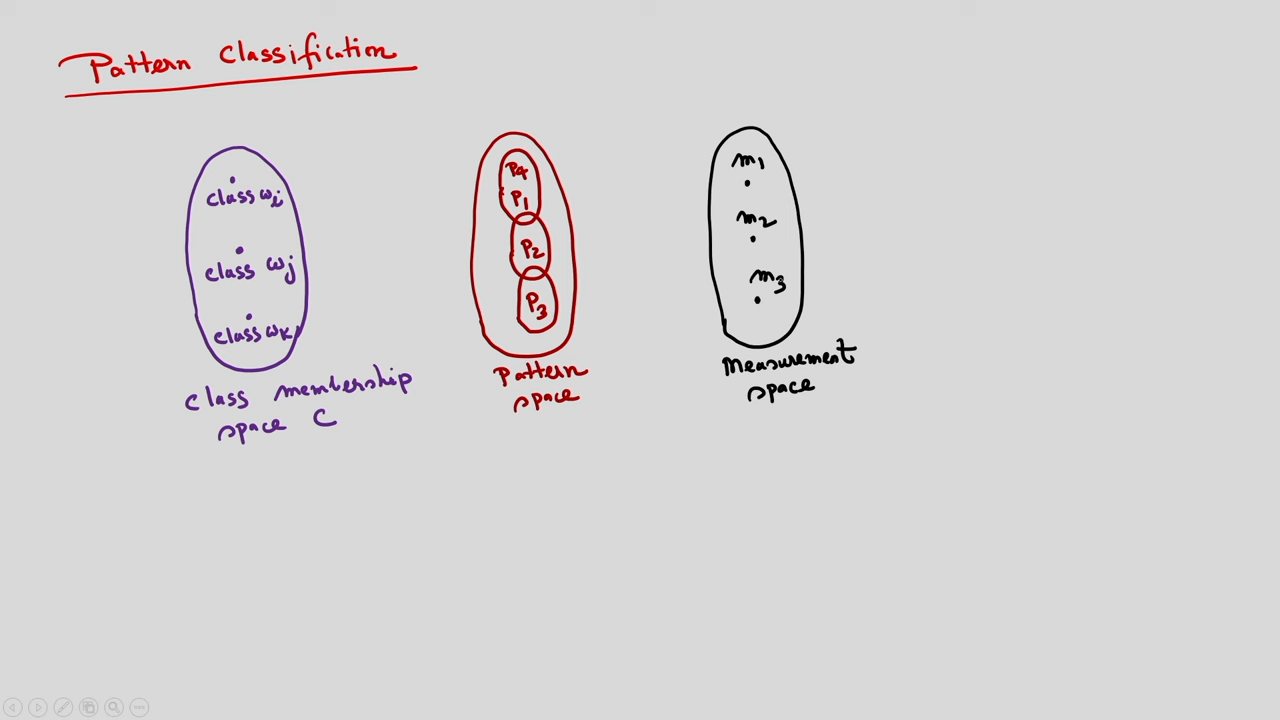 Pattern Classification
class ωi
class ωj
class ωk
class membership
space C
P4
P1
P2
P3
Pattern
space
m1
m2
m3
Measurement
space